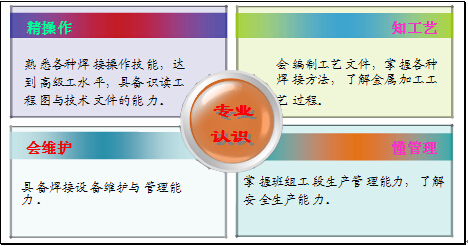 精操作
熟悉各种焊接操作技能，达
到高级工水平，具备识读工
程图与技术文件的能力。
知工艺
会编制工艺文件，掌握各种
焊接方法，了解金属加工工
艺过程。
专业
认识
会维护
具备焊接设备维护与管理能
力。
懂管理
掌握班组工段生产管理能力，了解
安全生产能力。